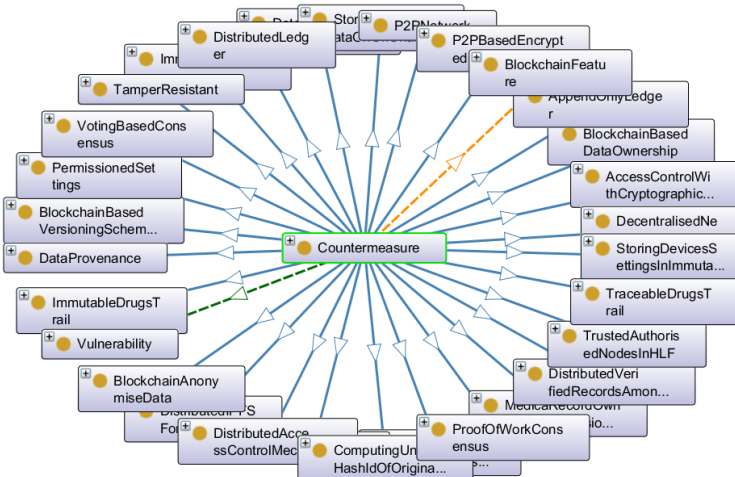 P2PNetwork
DistributedLedg
er
P2PBasedEncrypt
ed
BlockchainFeatu
re
TamperResistant
AppendOnlyLedge
r
VotingBasedCons
ensus
BlockchainBased
DataOwnership
PermissionedSet
tings
AccessControlWi
thCryptographic...
BlockchainBased
VersioningSchem...
DecentralisedNe
Countermeasure
DataProvenance
StoringDevicesS
ettingsInImmuta...
ImmutableDrugsT
rail
TraceableDrugsT
rail
Vulnerability
TrustedAuthoris
edNodesInHLF
BlockchainAnony
miseData
DistributedVeri
fiedRecordsAmon...
DistributedAcce
ssControlMec
ComputingUn
HashIdOfOrigina...
ProofOfWorkCons
ensus